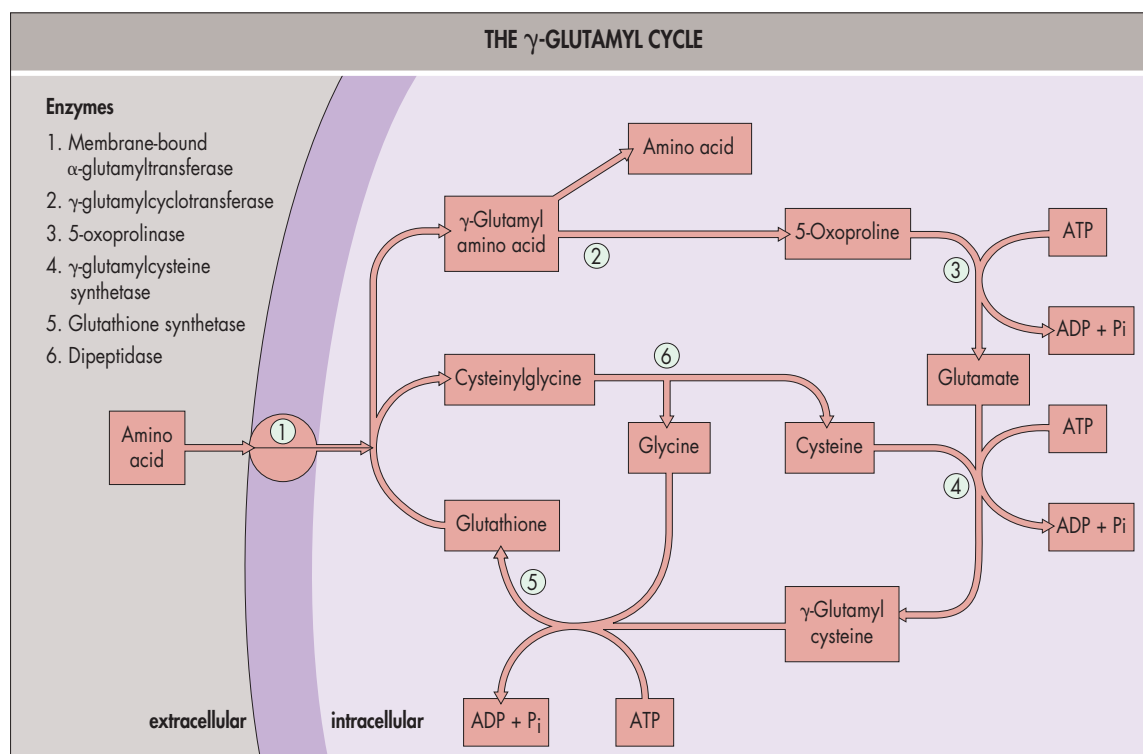 THE γ-GLUTAMYL CYCLE
Enzymes
1. Membrane-bound
α-glutamyltransferase
2. γ-glutamylcyclotransferase
3. 5-oxoprolinase
4. γ-glutamylcysteine
synthetase
5. Glutathione synthetase
6. Dipeptidase
Amino acid
γ-Glutamyl
amino acid
2
5-Oxoproline
3
ATP
ADP + Pi
Cysteinylglycine
6
Glutamate
Amino
acid
1
Glycine
Cysteine
ATP
4
Glutathione
ADP + Pi
5
γ-Glutamyl
cysteine
extracellular
intracellular
ADP + Pi
ATP